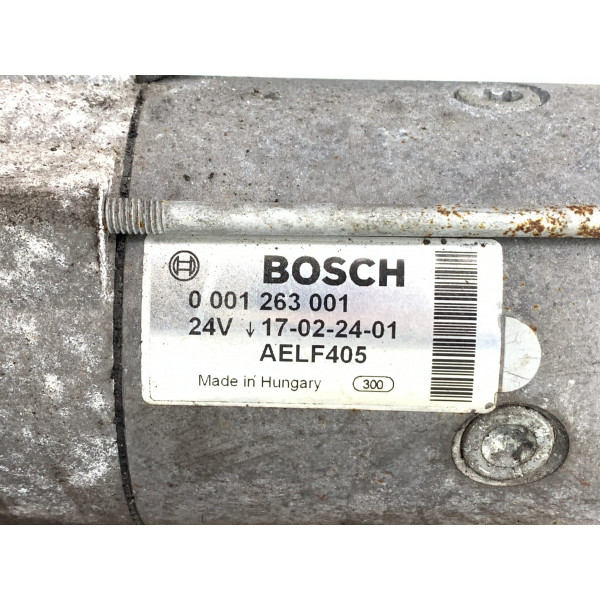 BOSCH
0 001 263 001
24V ↓ 17-02-24-01
AELF405
Made in Hungary 300